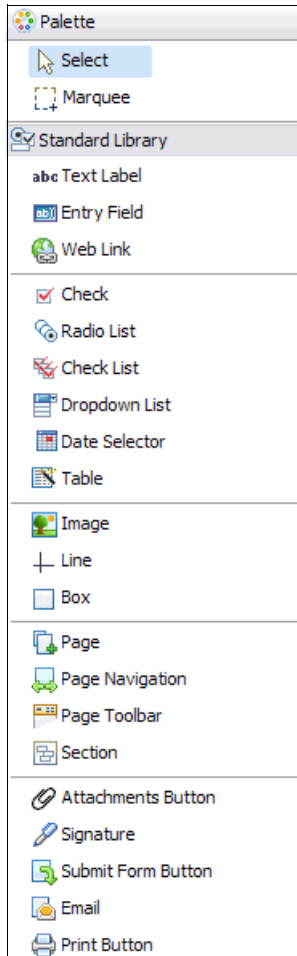 Palette
Select
Marquee
Standard Library
abc Text Label
ab) Entry Field
Web Link
Check
Radio List
Check List
Dropdown List
Date Selector
Table
Image
Line
Box
Page
Page Navigation
Page Toolbar
Section
Attachments Button
Signature
Submit Form Button
Email
Print Button